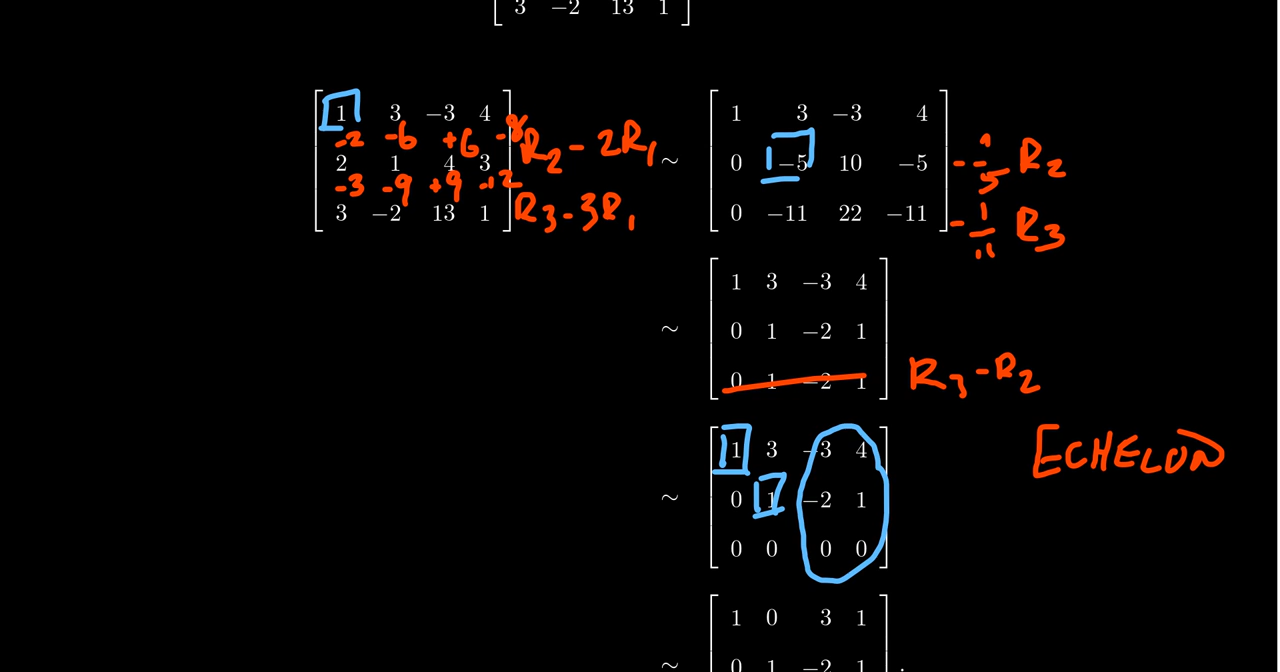 3 −2 13 1
1 3 −3 4
-2 -6 +6 -8
2 1 4 3
R2 - 2R1
-3 -9 +9 -12
3 −2 13 1
R3 - 3R1
∼
1 3 −3 4
0 −5 10 −5
-1/5 R2
0 −11 22 −11
-1/11 R3
∼
1 3 −3 4
0 1 −2 1
0 1 −2 1
R3 - R2
∼
1 3 −3 4
0 1 −2 1
0 0 0 0
ECHELON
∼
1 0 3 1
0 1 −2 1 .